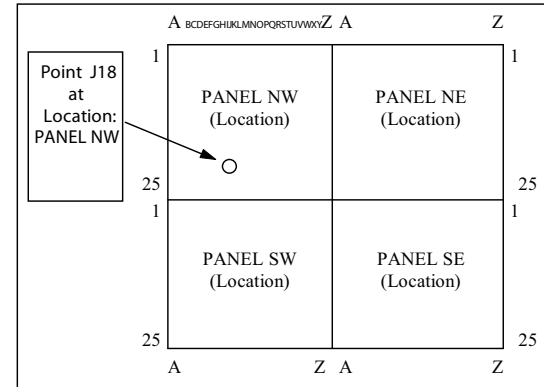 A BCDEFGHIJKLMNOPQRSTUVWXYZ A Z
1 1
Point J18
at
Location:
PANEL NW
PANEL NW
(Location)
PANEL NE
(Location)
25 25
1 1
PANEL SW
(Location)
PANEL SE
(Location)
25 25
A Z A Z